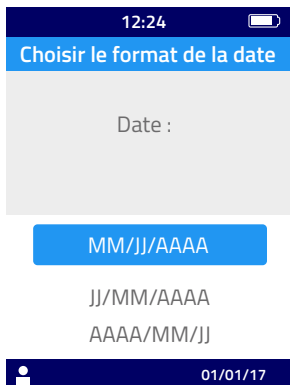 12:24
Choisir le format de la date
Date :
MM/JJ/AAAA
JJ/MM/AAAA
AAAA/MM/JJ
01/01/17